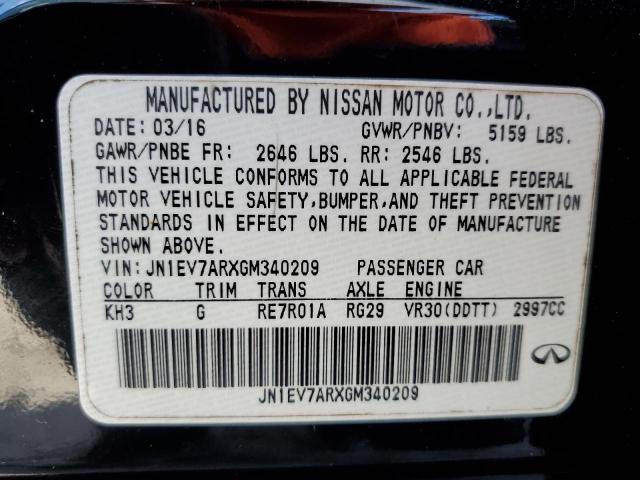 MANUFACTURED BY NISSAN MOTOR CO.,LTD.
DATE: 03/16 GVWR/PNBV: 5159 LBS.
GAWR/PNBE FR: 2646 LBS. RR: 2546 LBS.
THIS VEHICLE CONFORMS TO ALL APPLICABLE FEDERAL
MOTOR VEHICLE SAFETY,BUMPER,AND THEFT PREVENTION
STANDARDS IN EFFECT ON THE DATE OF MANUFACTURE
SHOWN ABOVE.
VIN:JN1EV7ARXGM340209 PASSENGER CAR
COLOR TRIM TRANS AXLE ENGINE
KH3 G RE7R01A RG29 VR30(DDTT) 2997CC
JN1EV7ARXGM340209